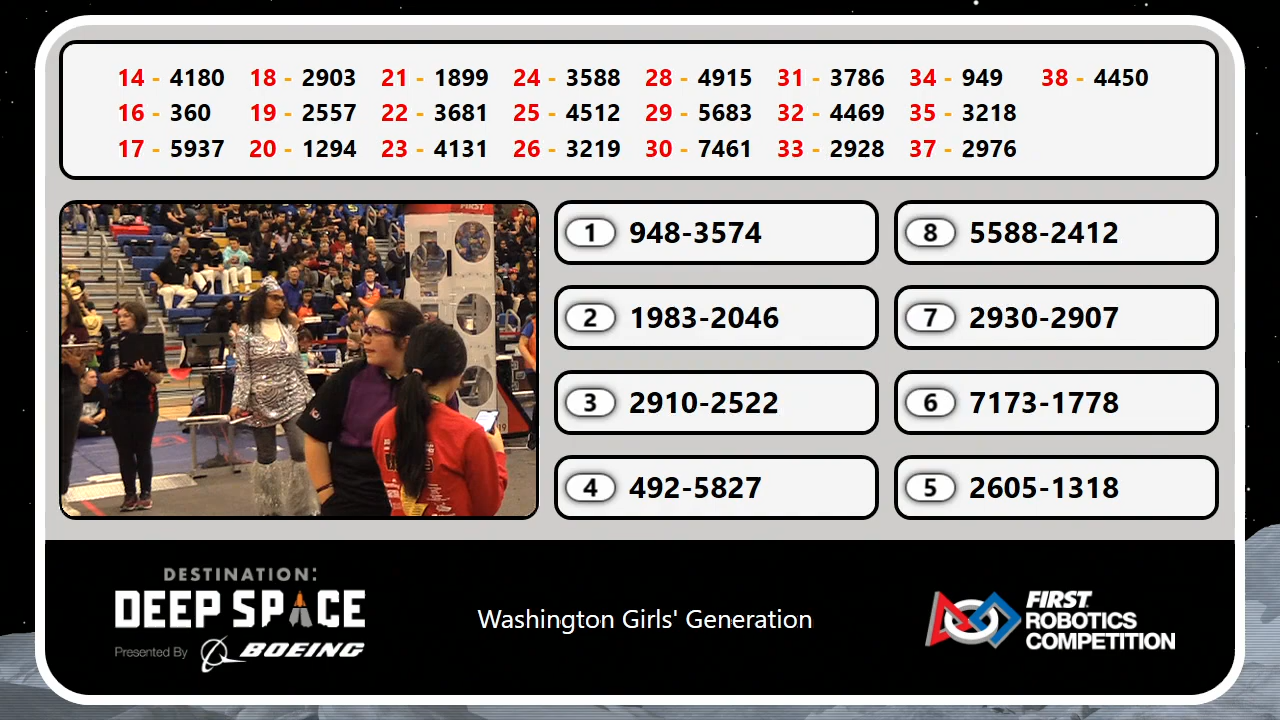 14 - 4180 18 - 2903 21 - 1899 24 - 3588 28 - 4915 31 - 3786 34 - 949 38 - 4450
16 - 360 19 - 2557 22 - 3681 25 - 4512 29 - 5683 32 - 4469 35 - 3218
17 - 5937 20 - 1294 23 - 4131 26 - 3219 30 - 7461 33 - 2928 37 - 2976
1 948-3574
8 5588-2412
2 1983-2046
7 2930-2907
3 2910-2522
6 7173-1778
4 492-5827
5 2605-1318
DESTINATION:
DEEP SPACE
Presented By BOEING
Washington Girls' Generation
FIRST
ROBOTICS
COMPETITION